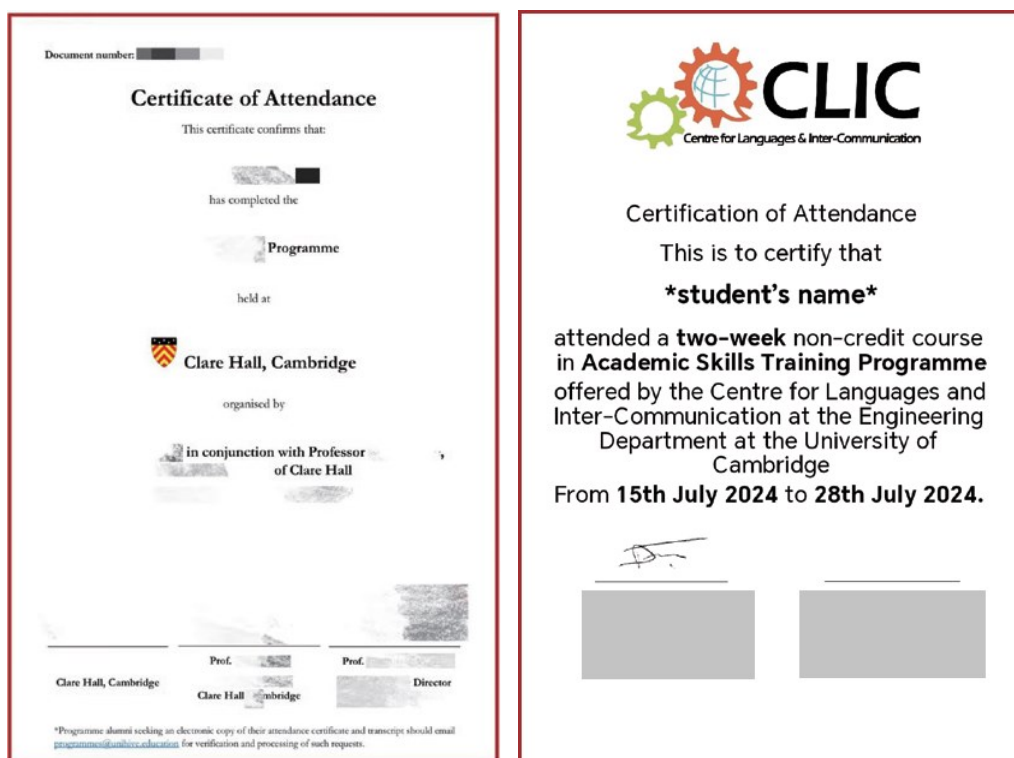 Document number:
Certificate of Attendance
This certificate confirms that:
has completed the
Programme
held at
Clare Hall, Cambridge
organised by
in conjunction with Professor ,
of Clare Hall
Prof.
Prof.
Clare Hall, Cambridge
Clare Hall
Director
*Programme alumni seeking an electronic copy of their attendance certificate and transcript should email
programmes@unihive.education for verification and processing of such requests.
CLIC
Centre for Languages & Inter-Communication
Certification of Attendance
This is to certify that
*student's name*
attended a two-week non-credit course
in Academic Skills Training Programme
offered by the Centre for Languages and
Inter-Communication at the Engineering
Department at the University of
Cambridge
From 15th July 2024 to 28th July 2024.